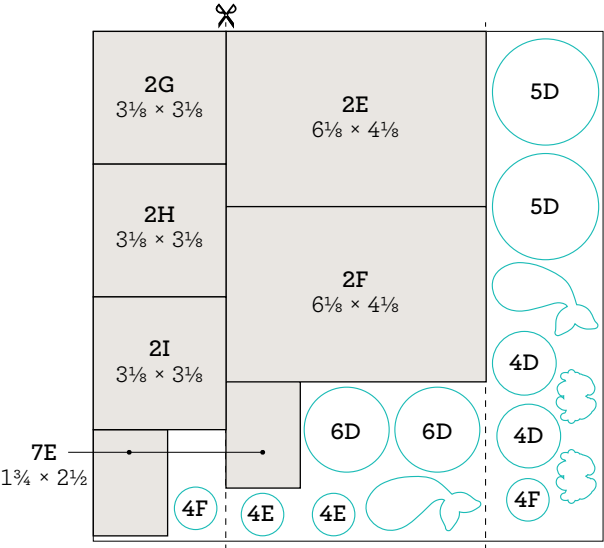 2G
3⅛ × 3⅛
2E
6⅛ × 4⅛
5D
2H
3⅛ × 3⅛
5D
2F
6⅛ × 4⅛
2I
3⅛ × 3⅛
4D
6D
6D
4D
7E
1¾ × 2½
4F
4E
4E
4F